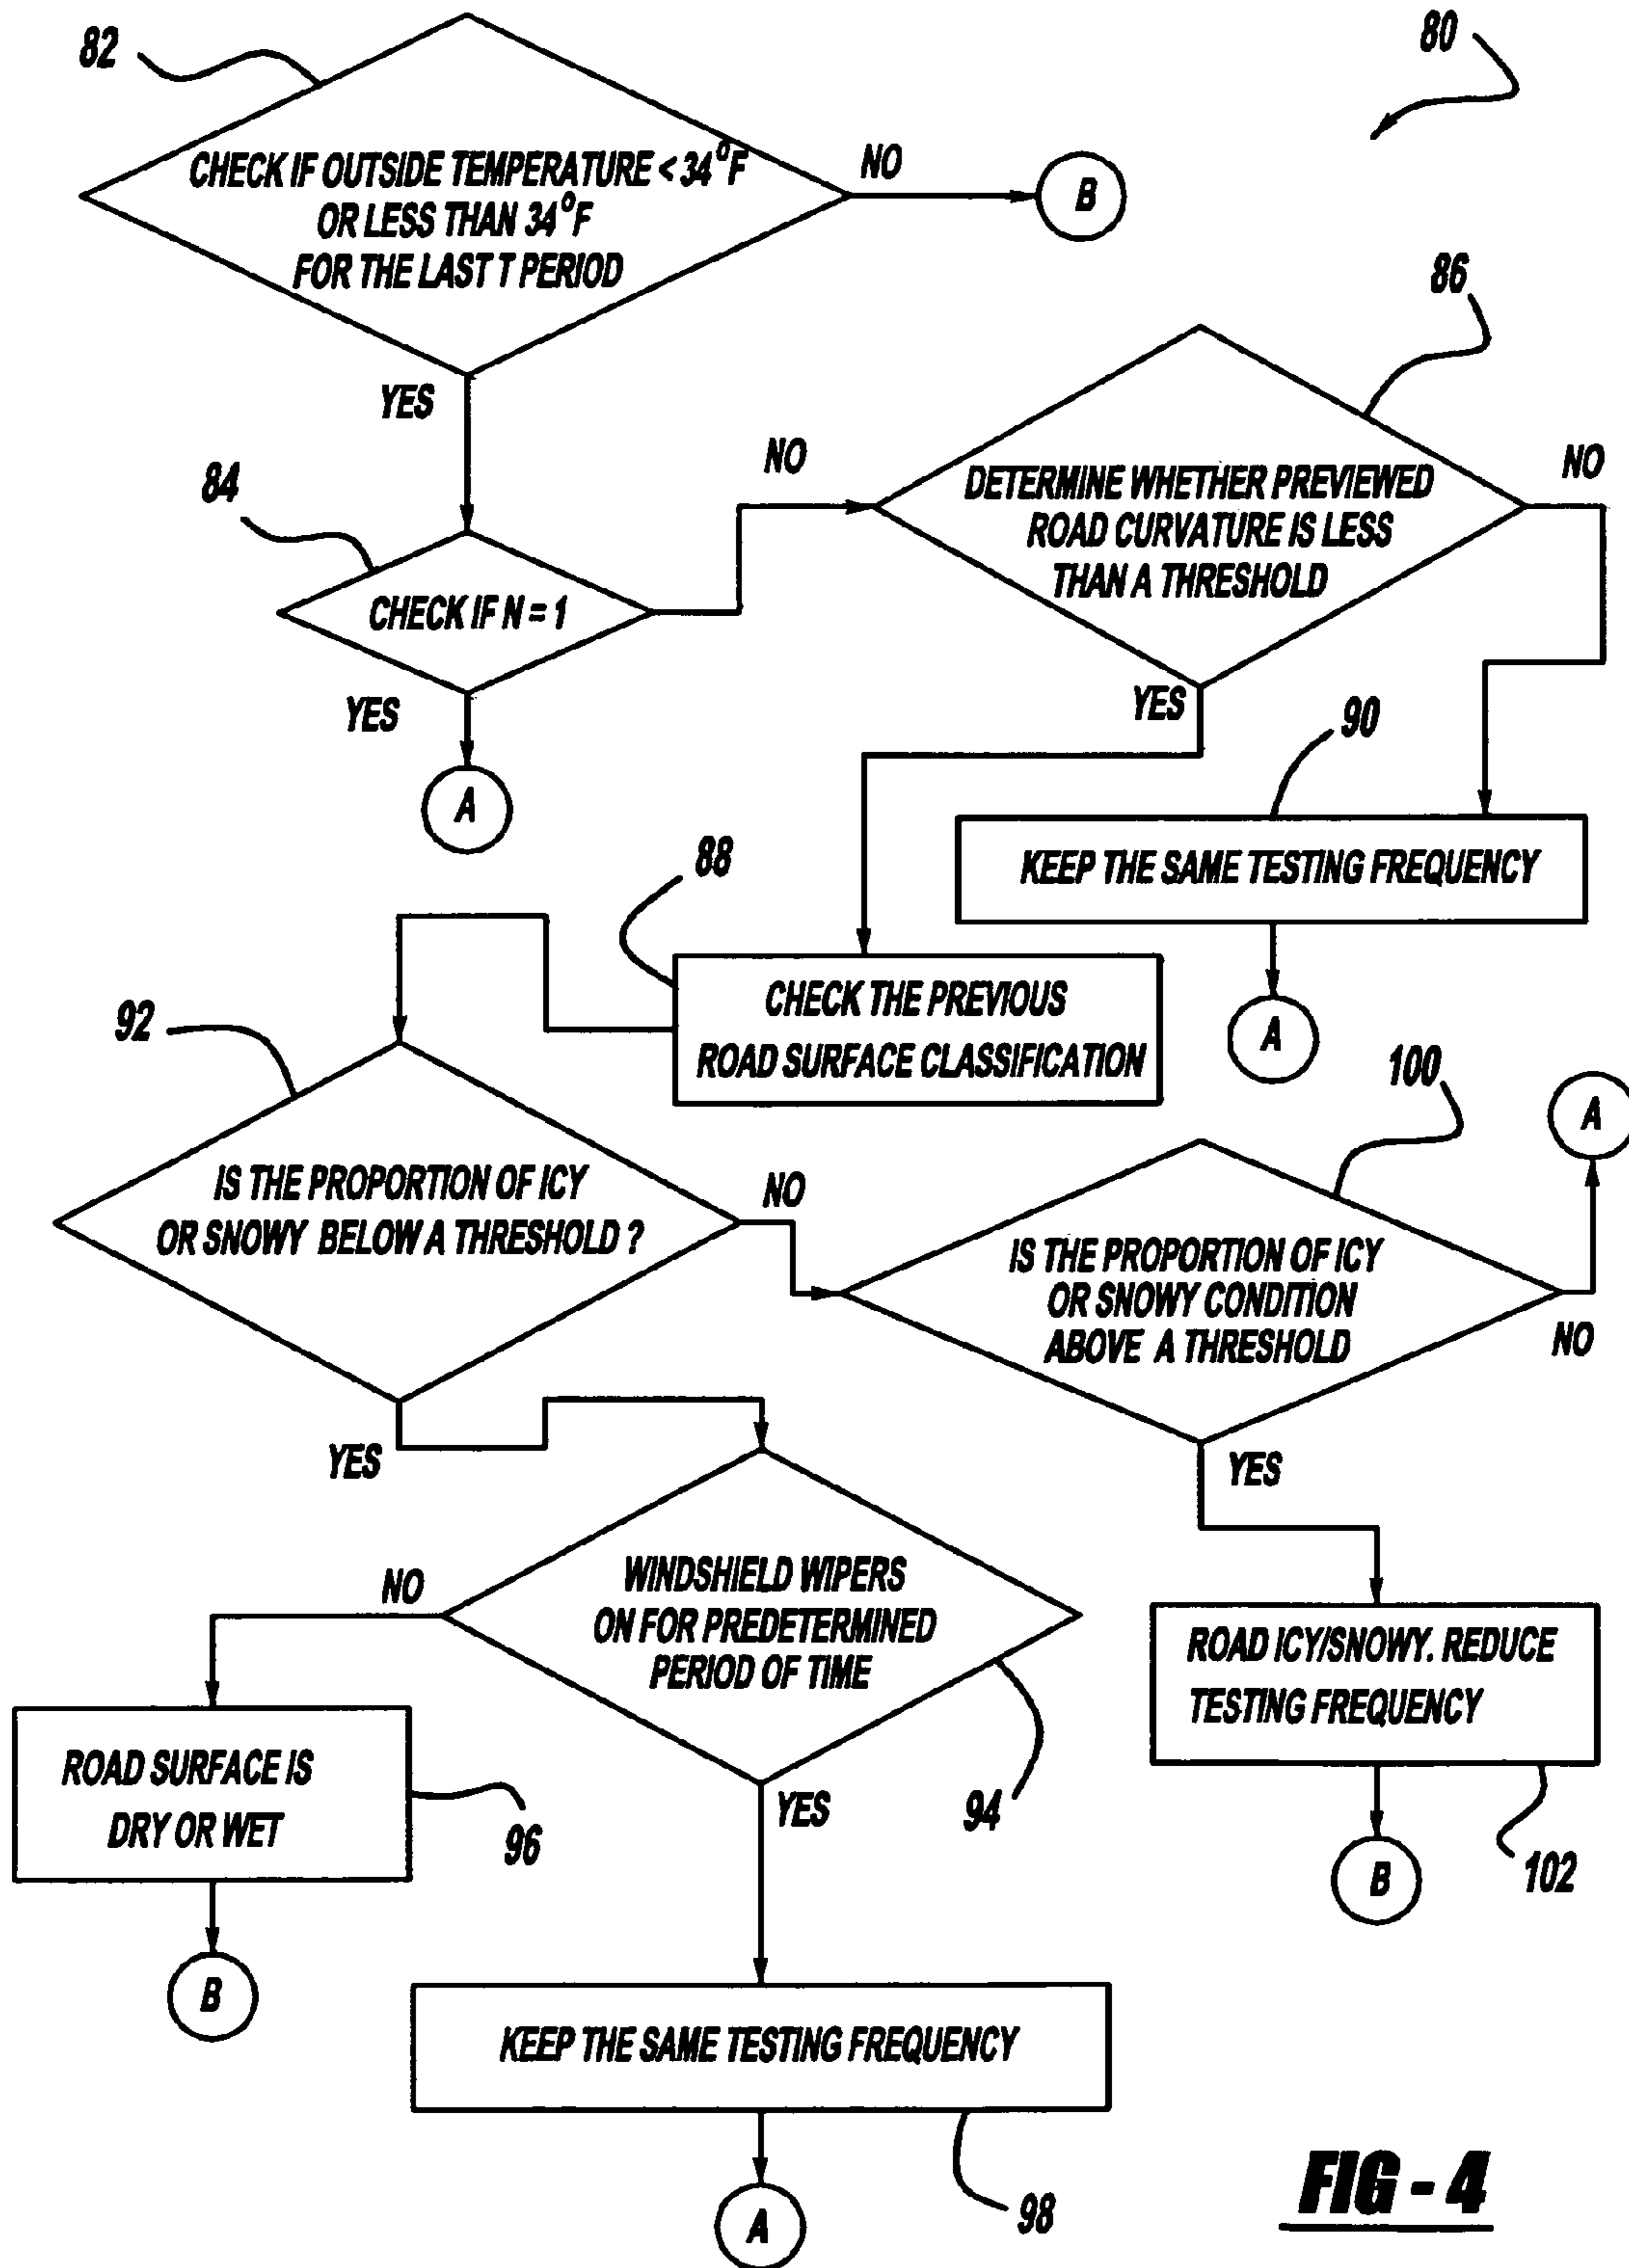 82
80
CHECK IF OUTSIDE TEMPERATURE < 34°F
OR LESS THAN 34°F
FOR THE LAST T PERIOD
NO
B
YES
86
84
CHECK IF N = 1
NO
DETERMINE WHETHER PREVIEWED
ROAD CURVATURE IS LESS
THAN A THRESHOLD
NO
YES
A
YES
90
KEEP THE SAME TESTING FREQUENCY
A
88
CHECK THE PREVIOUS
ROAD SURFACE CLASSIFICATION
92
IS THE PROPORTION OF ICY
OR SNOWY BELOW A THRESHOLD ?
NO
100
A
IS THE PROPORTION OF ICY
OR SNOWY CONDITION
ABOVE A THRESHOLD
NO
YES
YES
WINDSHIELD WIPERS
ON FOR PREDETERMINED
PERIOD OF TIME
NO
94
ROAD ICY/SNOWY. REDUCE
TESTING FREQUENCY
102
B
ROAD SURFACE IS
DRY OR WET
96
B
YES
KEEP THE SAME TESTING FREQUENCY
98
A
FIG - 4